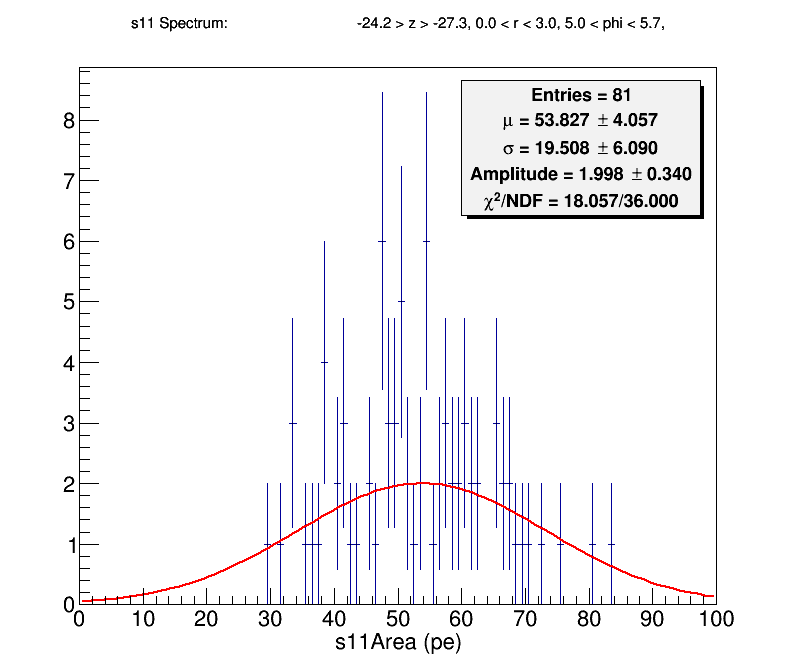 s11 Spectrum: -24.2 > z > -27.3, 0.0 < r < 3.0, 5.0 < phi < 5.7,
Entries = 81
μ = 53.827 ± 4.057
σ = 19.508 ± 6.090
Amplitude = 1.998 ± 0.340
χ²/NDF = 18.057/36.000
8
7
6
5
4
3
2
1
0
0 10 20 30 40 50 60 70 80 90 100
s11Area (pe)